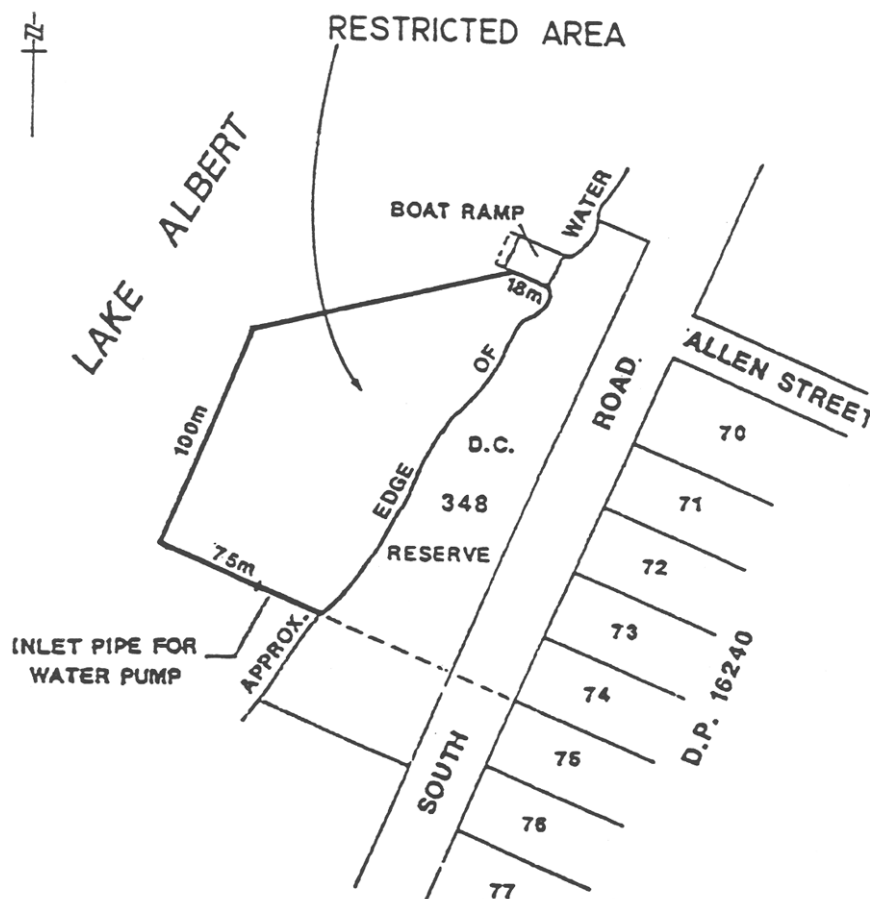 N
RESTRICTED AREA
LAKE ALBERT
BOAT RAMP
WATER
18m
ALLEN STREET
OF
ROAD.
100m
70
D.C.
EDGE
348
71
RESERVE
72
75m
73
APPROX.
INLET PIPE FOR
WATER PUMP
74
D.P. 16240
SOUTH
75
76
77